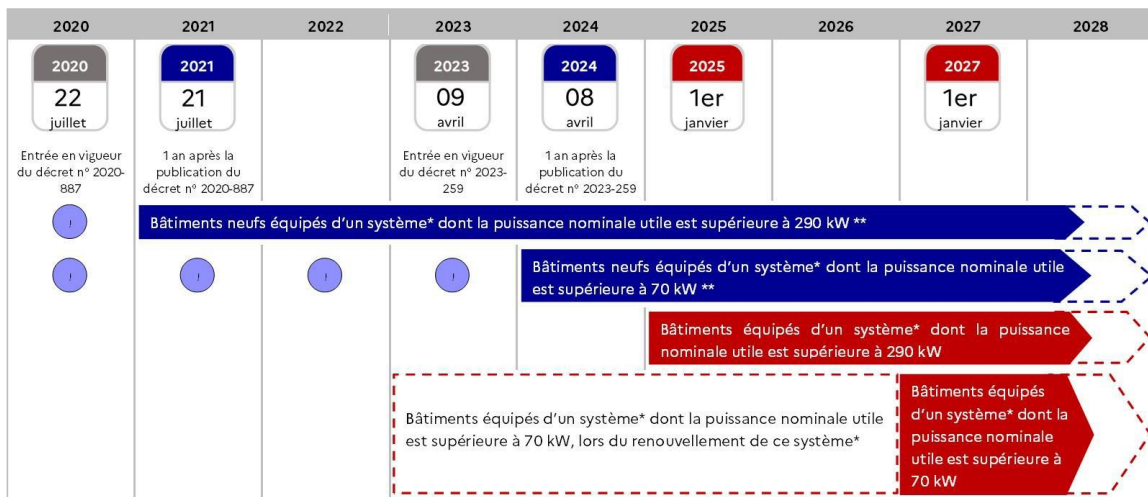 2020
2021
2022
2023
2024
2025
2026
2027
2028
2020
22
juillet
2021
21
juillet
2023
09
avril
2024
08
avril
2025
1er
janvier
2027
1er
janvier
Entrée en vigueur
du décret n° 2020-
887
1 an après la
publication du
décret n° 2020-887
Entrée en vigueur
du décret n° 2023-
259
1 an après la
publication du
décret n° 2023-259
!
Bâtiments neufs équipés d'un système* dont la puissance nominale utile est supérieure à 290 kW **
!
!
!
!
Bâtiments neufs équipés d'un système* dont la puissance nominale utile
est supérieure à 70 kW **
Bâtiments équipés d'un système* dont la puissance
nominale utile est supérieure à 290 kW
Bâtiments équipés d'un système* dont la puissance nominale utile
est supérieure à 70 kW, lors du renouvellement de ce système*
Bâtiments équipés
d'un système* dont la
puissance nominale
utile est supérieure à
70 kW